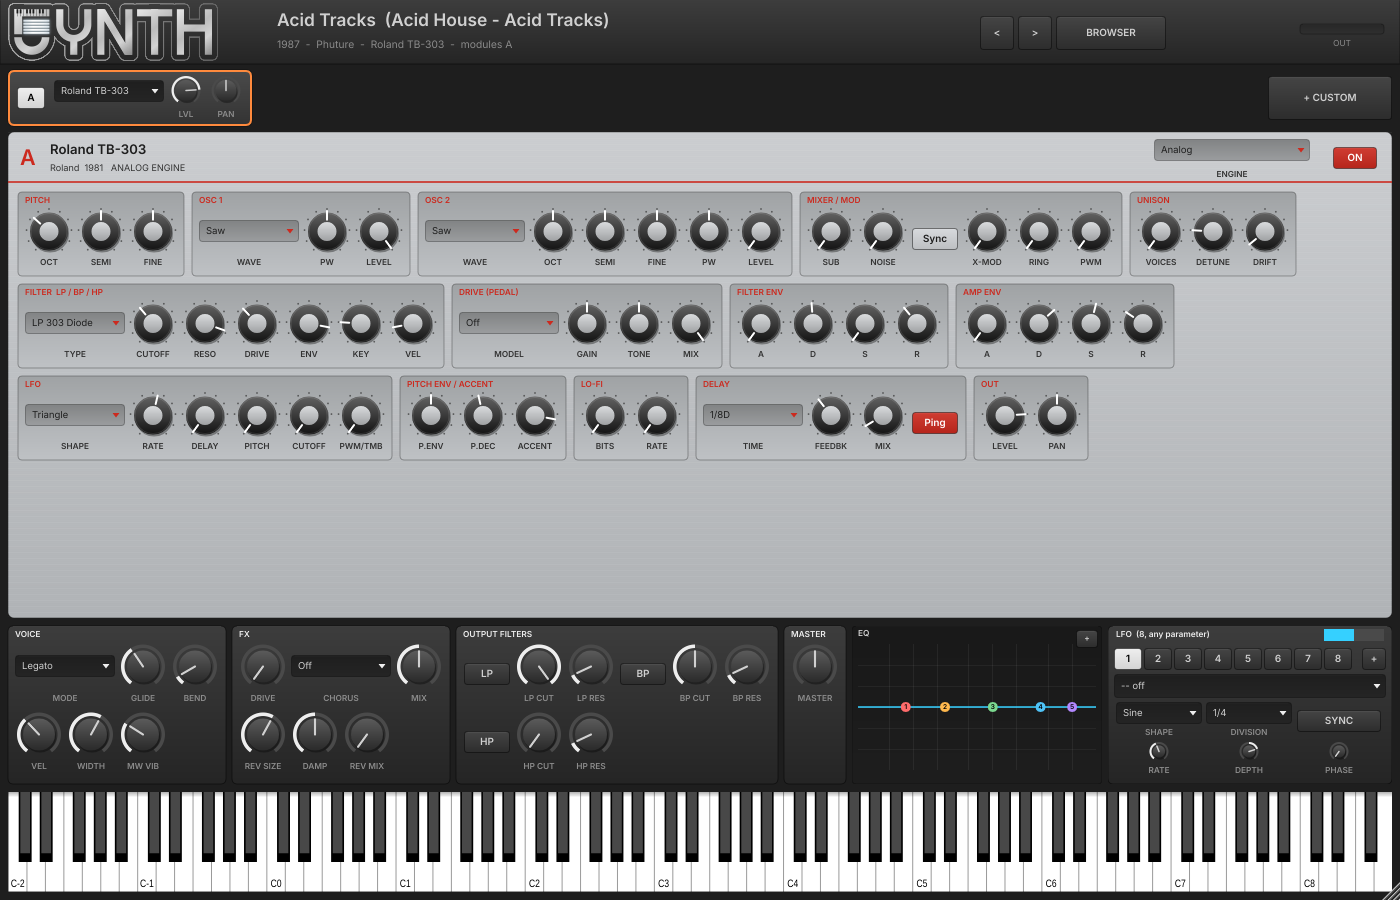 SYNTH
Acid Tracks (Acid House - Acid Tracks)
1987 - Phuture - Roland TB-303 - modules A
<
>
BROWSER
OUT
A
Roland TB-303
LVL
PAN
+ CUSTOM
A
Roland TB-303
Roland 1981 ANALOG ENGINE
Analog
ENGINE
ON
PITCH
OCT
SEMI
FINE
OSC 1
Saw
WAVE
PW
LEVEL
OSC 2
Saw
WAVE
OCT
SEMI
FINE
PW
LEVEL
MIXER / MOD
SUB
NOISE
Sync
X-MOD
RING
PWM
UNISON
VOICES
DETUNE
DRIFT
FILTER LP / BP / HP
LP 303 Diode
TYPE
CUTOFF
RESO
DRIVE
ENV
KEY
VEL
DRIVE (PEDAL)
Off
MODEL
GAIN
TONE
MIX
FILTER ENV
A
D
S
R
AMP ENV
A
D
S
R
LFO
Triangle
SHAPE
RATE
DELAY
PITCH
CUTOFF
PWM/TMB
PITCH ENV / ACCENT
P.ENV
P.DEC
ACCENT
LO-FI
BITS
RATE
DELAY
1/8D
TIME
FEEDBK
MIX
Ping
OUT
LEVEL
PAN
VOICE
Legato
MODE
GLIDE
BEND
VEL
WIDTH
MW VIB
FX
DRIVE
Off
CHORUS
MIX
REV SIZE
DAMP
REV MIX
OUTPUT FILTERS
LP
LP CUT
LP RES
BP
BP CUT
BP RES
HP
HP CUT
HP RES
MASTER
MASTER
EQ
+
1
2
3
4
5
LFO (8, any parameter)
1
2
3
4
5
6
7
8
+
-- off
Sine
SHAPE
1/4
DIVISION
SYNC
RATE
DEPTH
PHASE
C-2
C-1
C0
C1
C2
C3
C4
C5
C6
C7
C8